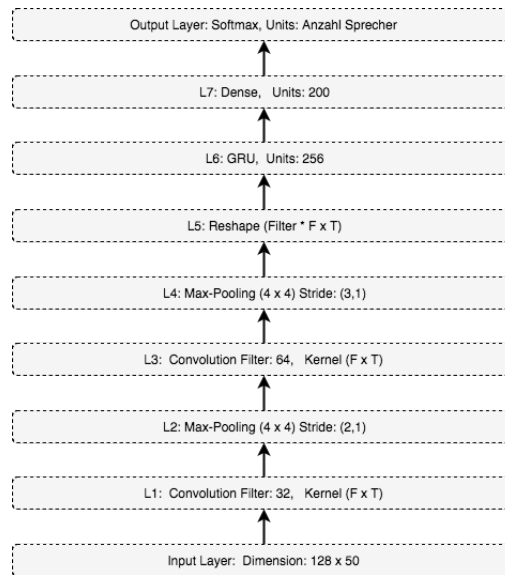 Output Layer: Softmax, Units: Anzahl Sprecher
L7: Dense, Units: 200
L6: GRU, Units: 256
L5: Reshape (Filter * F x T)
L4: Max-Pooling (4 x 4) Stride: (3,1)
L3: Convolution Filter: 64, Kernel (F x T)
L2: Max-Pooling (4 x 4) Stride: (2,1)
L1: Convolution Filter: 32, Kernel (F x T)
Input Layer: Dimension: 128 x 50